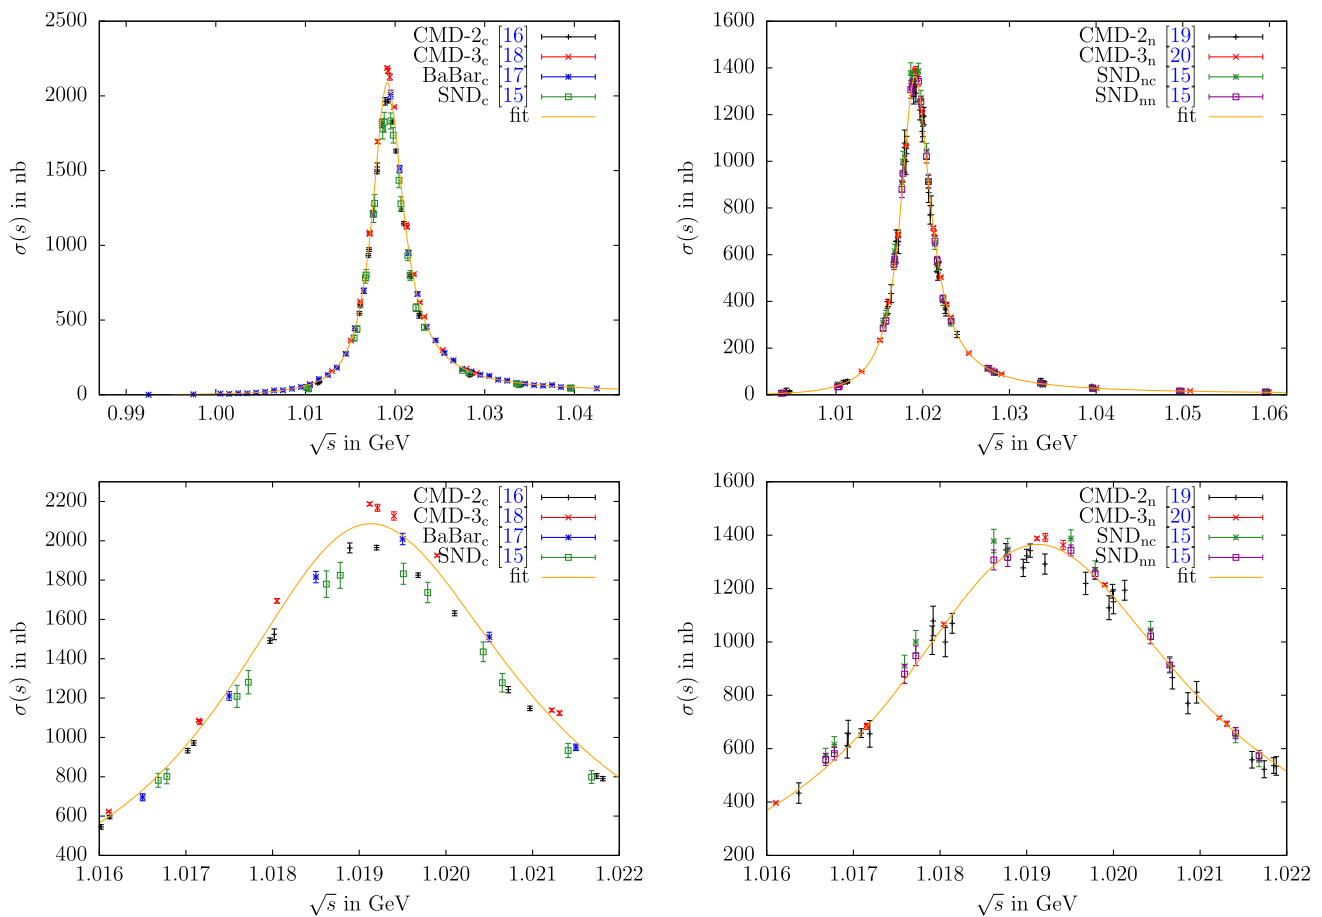 2500
2000
1500
1000
500
0
σ(s) in nb
CMD-2c [16]
CMD-3c [18]
BaBarc [17]
SNDc [15]
fit
0.99 1.00 1.01 1.02 1.03 1.04
√s in GeV
1600
1400
1200
1000
800
600
400
200
0
σ(s) in nb
CMD-2n [19]
CMD-3n [20]
SNDnc [15]
SNDnn [15]
fit
1.01 1.02 1.03 1.04 1.05 1.06
√s in GeV
2200
2000
1800
1600
1400
1200
1000
800
600
400
σ(s) in nb
CMD-2c [16]
CMD-3c [18]
BaBarc [17]
SNDc [15]
fit
1.016 1.017 1.018 1.019 1.020 1.021 1.022
√s in GeV
1600
1400
1200
1000
800
600
400
200
σ(s) in nb
CMD-2n [19]
CMD-3n [20]
SNDnc [15]
SNDnn [15]
fit
1.016 1.017 1.018 1.019 1.020 1.021 1.022
√s in GeV